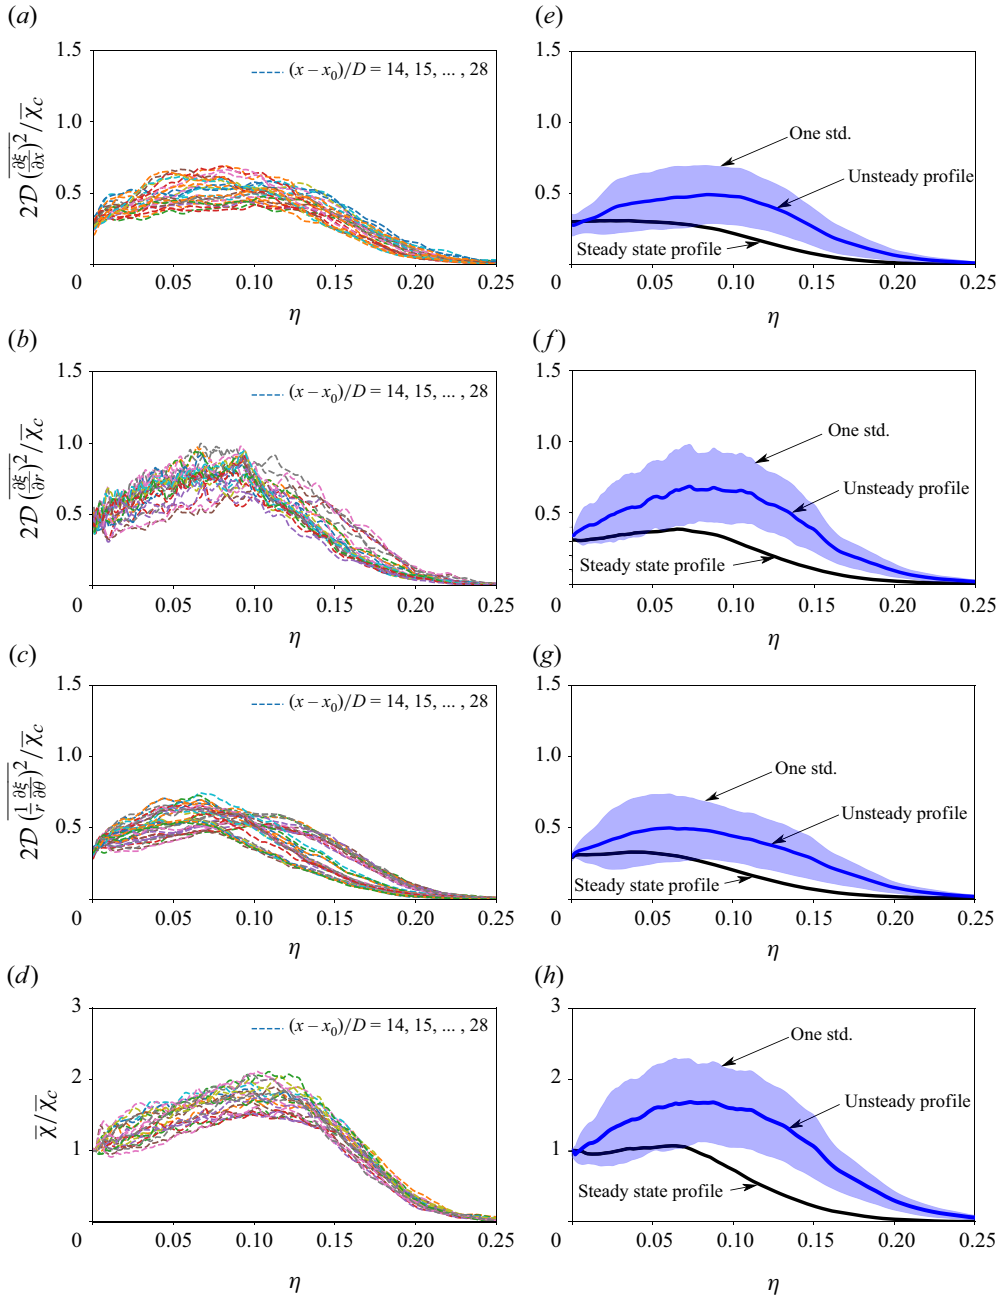 (a)
1.5
1.0
0.5
0
0.05
0.10
0.15
0.20
0.25
η
2D (∂ξ/∂x)² / χ̄c
(x – x0)/D = 14, 15, ... , 28
(e)
1.5
1.0
0.5
0
0.05
0.10
0.15
0.20
0.25
η
One std.
Unsteady profile
Steady state profile
(b)
1.5
1.0
0.5
0
0.05
0.10
0.15
0.20
0.25
η
2D (∂ξ/∂r)² / χ̄c
(x – x0)/D = 14, 15, ... , 28
(f)
1.5
1.0
0.5
0
0.05
0.10
0.15
0.20
0.25
η
One std.
Unsteady profile
Steady state profile
(c)
1.5
1.0
0.5
0
0.05
0.10
0.15
0.20
0.25
η
2D (1/r ∂ξ/∂θ)² / χ̄c
(x – x0)/D = 14, 15, ... , 28
(g)
1.5
1.0
0.5
0
0.05
0.10
0.15
0.20
0.25
η
One std.
Unsteady profile
Steady state profile
(d)
3
2
1
0
0.05
0.10
0.15
0.20
0.25
η
χ̄/χ̄c
(x – x0)/D = 14, 15, ... , 28
(h)
3
2
1
0
0.05
0.10
0.15
0.20
0.25
η
One std.
Unsteady profile
Steady state profile